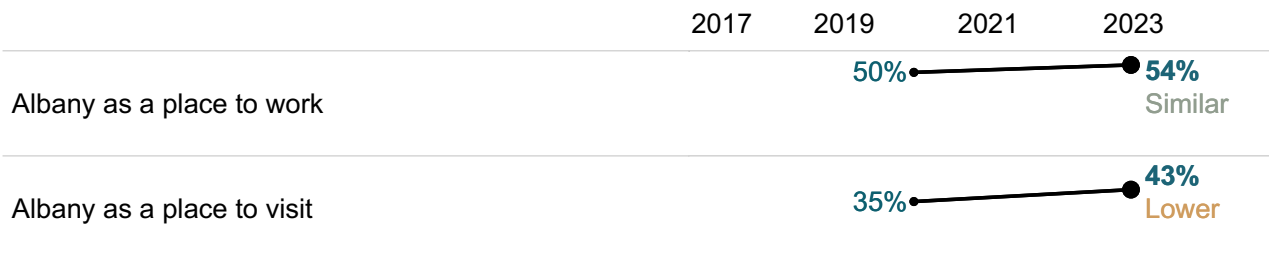 2017 2019 2021 2023
50% 54%
Albany as a place to work Similar
43%
35%
Albany as a place to visit Lower